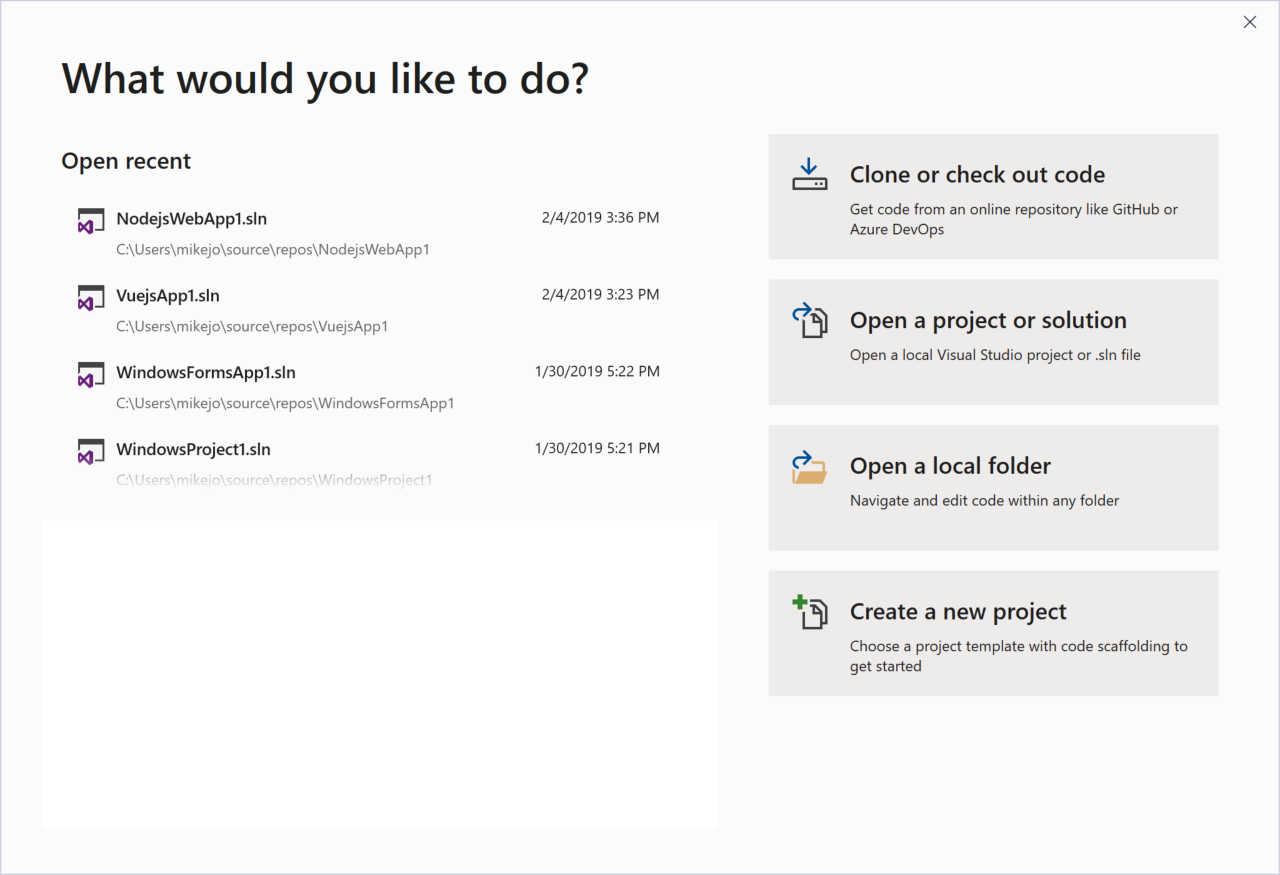 What would you like to do?
Open recent
NodejsWebApp1.sln 2/4/2019 3:36 PM
C:\Users\mikejo\source\repos\NodejsWebApp1
VuejsApp1.sln 2/4/2019 3:23 PM
C:\Users\mikejo\source\repos\VuejsApp1
WindowsFormsApp1.sln 1/30/2019 5:22 PM
C:\Users\mikejo\source\repos\WindowsFormsApp1
WindowsProject1.sln 1/30/2019 5:21 PM
C:\Users\mikejo\source\repos\WindowsProject1
Clone or check out code
Get code from an online repository like GitHub or
Azure DevOps
Open a project or solution
Open a local Visual Studio project or .sln file
Open a local folder
Navigate and edit code within any folder
Create a new project
Choose a project template with code scaffolding to
get started